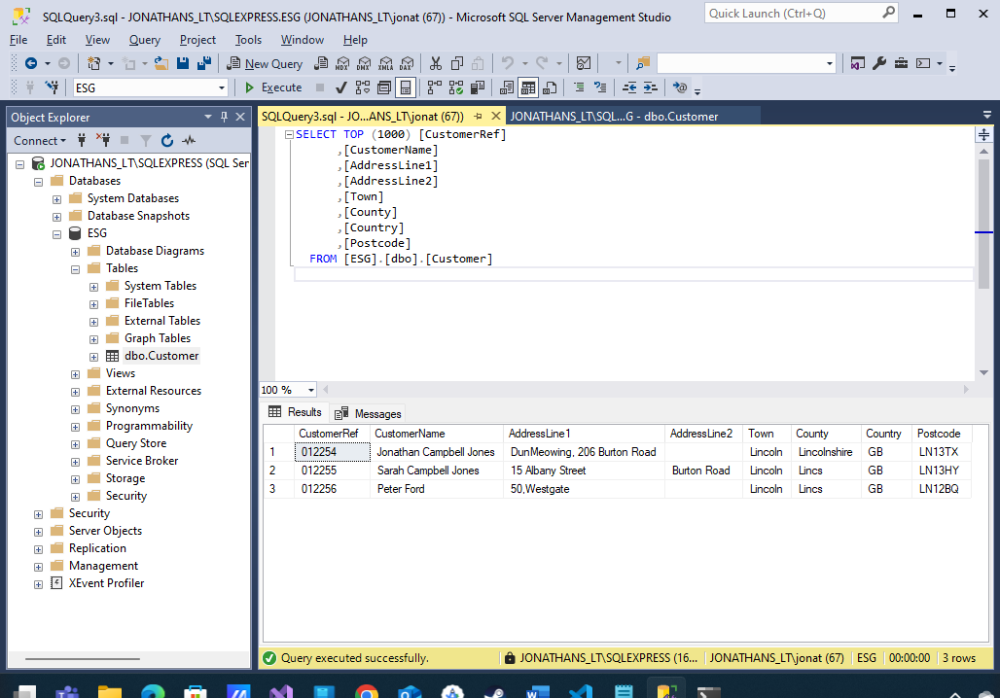 SQLQuery3.sql - JONATHANS_LT\SQLEXPRESS.ESG (JONATHANS_LT\jonat (67)) - Microsoft SQL Server Management Studio
Quick Launch (Ctrl+Q)
File Edit View Query Project Tools Window Help
New Query MDX DMX XMLA DAX
ESG Execute
Object Explorer
Connect
JONATHANS_LT\SQLEXPRESS (SQL Ser
Databases
System Databases
Database Snapshots
ESG
Database Diagrams
Tables
System Tables
FileTables
External Tables
Graph Tables
dbo.Customer
Views
External Resources
Synonyms
Programmability
Query Store
Service Broker
Storage
Security
Security
Server Objects
Replication
Management
XEvent Profiler
SQLQuery3.sql - JO...ANS_LT\jonat (67)) JONATHANS_LT\SQL...G - dbo.Customer
SELECT TOP (1000) [CustomerRef]
,[CustomerName]
,[AddressLine1]
,[AddressLine2]
,[Town]
,[County]
,[Country]
,[Postcode]
FROM [ESG].[dbo].[Customer]
100 %
Results Messages
CustomerRef CustomerName AddressLine1 AddressLine2 Town County Country Postcode
1 012254 Jonathan Campbell Jones DunMeowing, 206 Burton Road Lincoln Lincolnshire GB LN13TX
2 012255 Sarah Campbell Jones 15 Albany Street Burton Road Lincoln Lincs GB LN13HY
3 012256 Peter Ford 50,Westgate Lincoln Lincs GB LN12BQ
Query executed successfully. JONATHANS_LT\SQLEXPRESS (16... JONATHANS_LT\jonat (67) ESG 00:00:00 3 rows